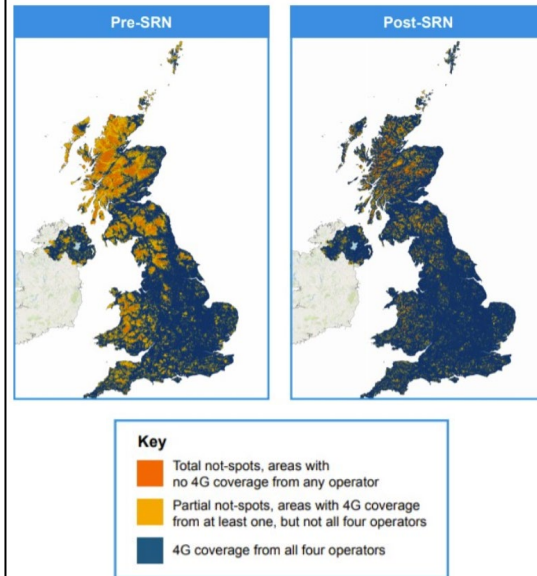 Pre-SRN
Post-SRN
Key
Total not-spots, areas with
no 4G coverage from any operator
Partial not-spots, areas with 4G coverage
from at least one, but not all four operators
4G coverage from all four operators